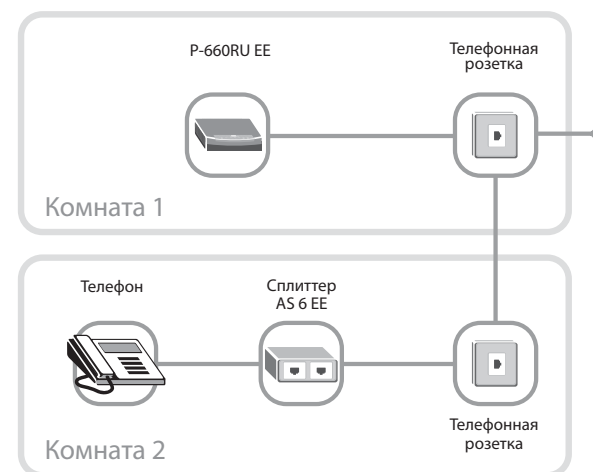 P-660RU EE
Телефонная
розетка
Комната 1
Телефон
Сплиттер
AS 6 EE
Телефонная
розетка
Комната 2